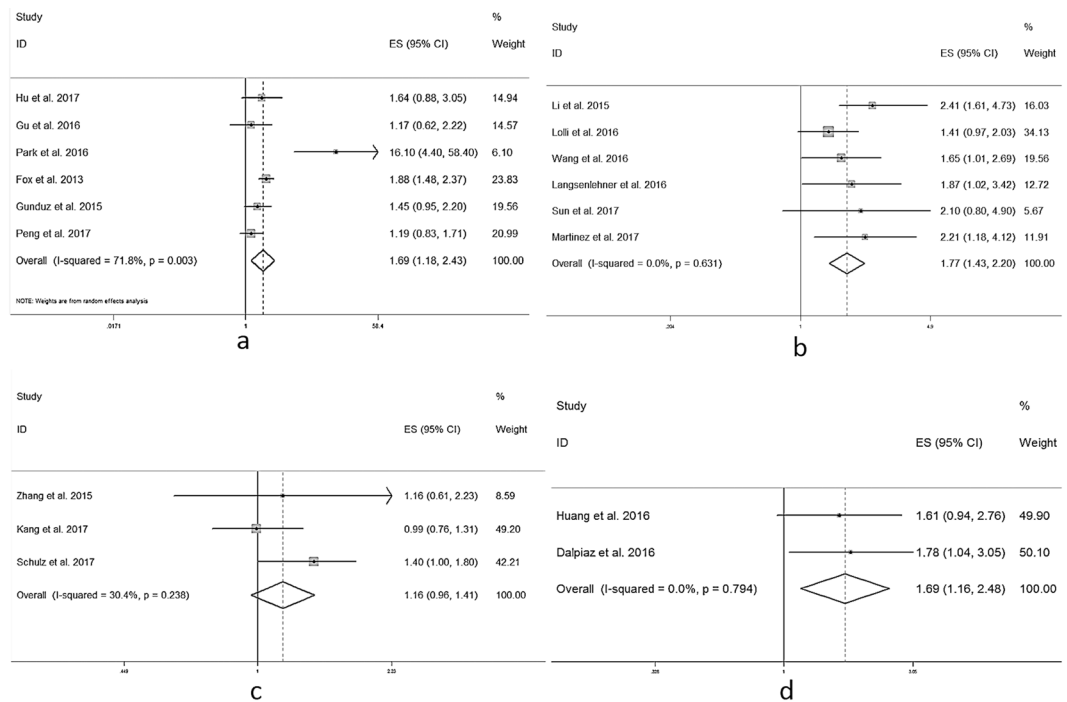 Study %
ID ES (95% CI) Weight
Hu et al. 2017 1.64 (0.88, 3.05) 14.94
Gu et al. 2016 1.17 (0.62, 2.22) 14.57
Park et al. 2016 16.10 (4.40, 58.40) 6.10
Fox et al. 2013 1.88 (1.48, 2.37) 23.83
Gunduz et al. 2015 1.45 (0.95, 2.20) 19.56
Peng et al. 2017 1.19 (0.83, 1.71) 20.99
Overall (I-squared = 71.8%, p = 0.003) 1.69 (1.18, 2.43) 100.00
NOTE: Weights are from random effects analysis
.0171 1 58.4
a
Study %
ID ES (95% CI) Weight
Li et al. 2015 2.41 (1.61, 4.73) 16.03
Lolli et al. 2016 1.41 (0.97, 2.03) 34.13
Wang et al. 2016 1.65 (1.01, 2.69) 19.56
Langsenlehner et al. 2016 1.87 (1.02, 3.42) 12.72
Sun et al. 2017 2.10 (0.80, 4.90) 5.67
Martinez et al. 2017 2.21 (1.18, 4.12) 11.91
Overall (I-squared = 0.0%, p = 0.631) 1.77 (1.43, 2.20) 100.00
.204 1 4.9
b
Study %
ID ES (95% CI) Weight
Zhang et al. 2015 1.16 (0.61, 2.23) 8.59
Kang et al. 2017 0.99 (0.76, 1.31) 49.20
Schulz et al. 2017 1.40 (1.00, 1.80) 42.21
Overall (I-squared = 30.4%, p = 0.238) 1.16 (0.96, 1.41) 100.00
.449 1 2.23
c
Study %
ID ES (95% CI) Weight
Huang et al. 2016 1.61 (0.94, 2.76) 49.90
Dalpiaz et al. 2016 1.78 (1.04, 3.05) 50.10
Overall (I-squared = 0.0%, p = 0.794) 1.69 (1.16, 2.48) 100.00
.328 1 3.05
d